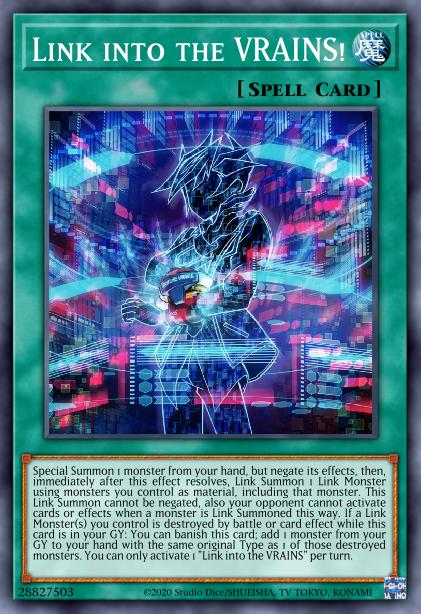 LINK INTO THE VRAINS!
SPELL
魔
[SPELL CARD]
Special Summon 1 monster from your hand, but negate its effects, then,
immediately after this effect resolves, Link Summon 1 Link Monster
using monsters you control as material, including that monster. This
Link Summon cannot be negated, also your opponent cannot activate
cards or effects when a monster is Link Summoned this way. If a Link
Monster(s) you control is destroyed by battle or card effect while this
card is in your GY: You can banish this card; add 1 monster from your
GY to your hand with the same original Type as 1 of those destroyed
monsters. You can only activate 1 "Link into the VRAINS!" per turn.
28827503
©2020 Studio Dice/SHUEISHA, TV TOKYO, KONAMI